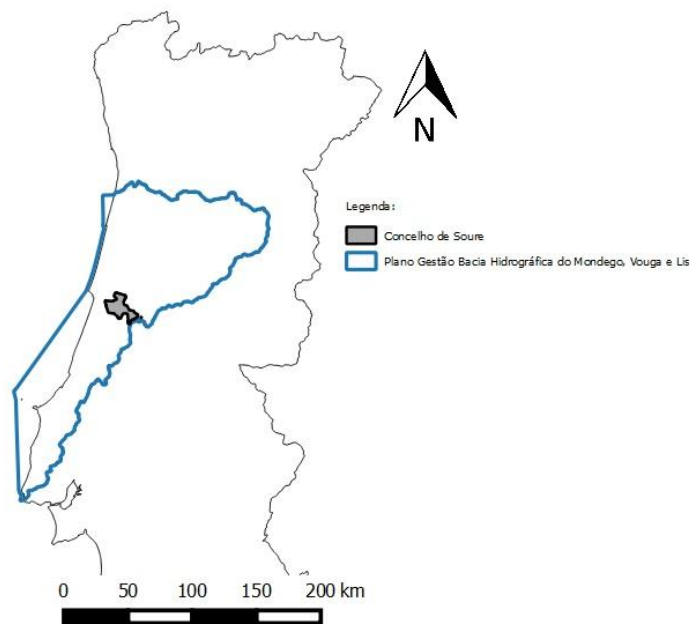 N
Legenda:
Concelho de Soure
Plano Gestão Bacia Hidrográfica do Mondego, Vouga e Lis
0 50 100 150 200 km